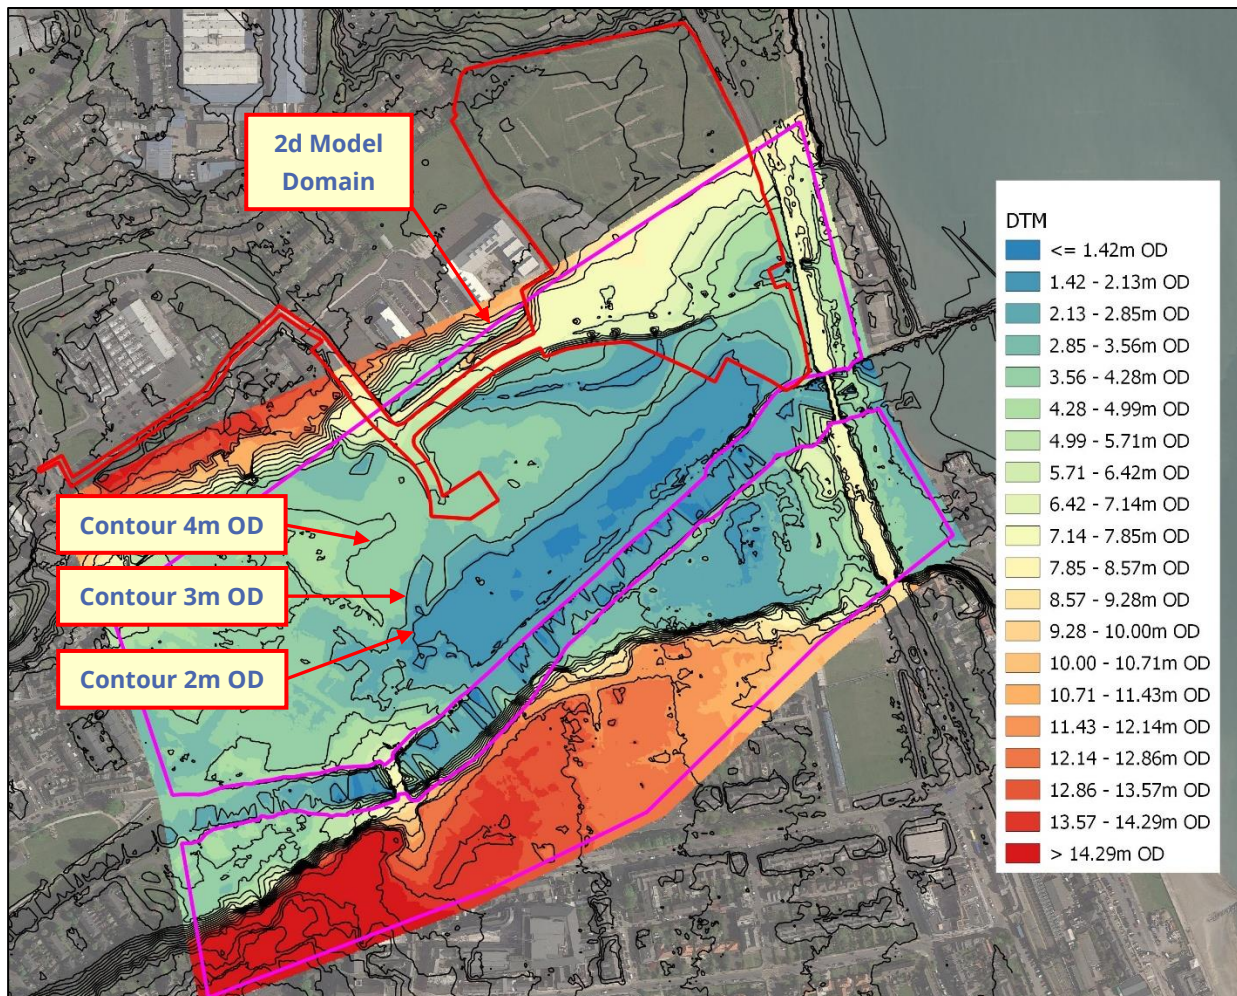 2d Model
Domain
Contour 4m OD
Contour 3m OD
Contour 2m OD
DTM
<= 1.42m OD
1.42 - 2.13m OD
2.13 - 2.85m OD
2.85 - 3.56m OD
3.56 - 4.28m OD
4.28 - 4.99m OD
4.99 - 5.71m OD
5.71 - 6.42m OD
6.42 - 7.14m OD
7.14 - 7.85m OD
7.85 - 8.57m OD
8.57 - 9.28m OD
9.28 - 10.00m OD
10.00 - 10.71m OD
10.71 - 11.43m OD
11.43 - 12.14m OD
12.14 - 12.86m OD
12.86 - 13.57m OD
13.57 - 14.29m OD
> 14.29m OD